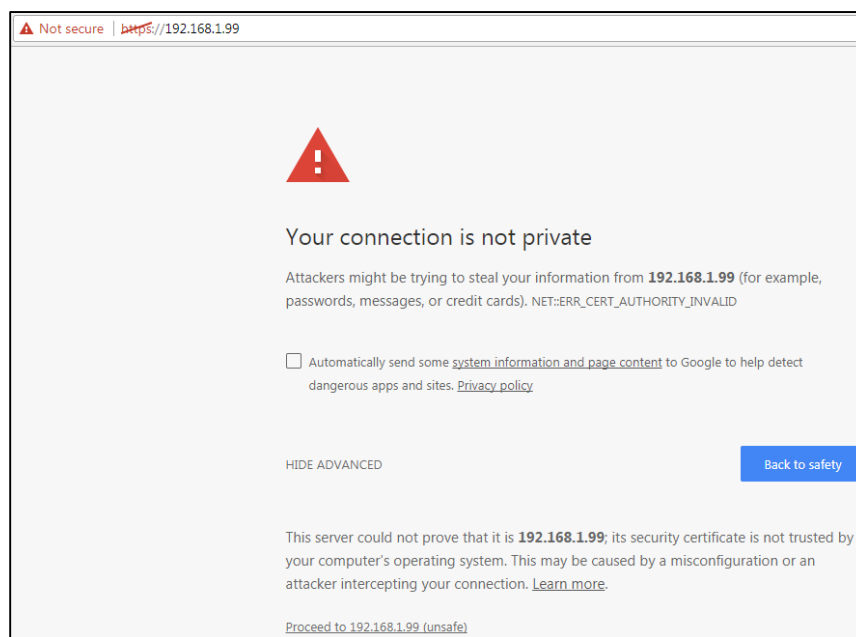 Not secure | https://192.168.1.99
Your connection is not private
Attackers might be trying to steal your information from 192.168.1.99 (for example,
passwords, messages, or credit cards). NET::ERR_CERT_AUTHORITY_INVALID
Automatically send some system information and page content to Google to help detect
dangerous apps and sites. Privacy policy
HIDE ADVANCED
Back to safety
This server could not prove that it is 192.168.1.99; its security certificate is not trusted by
your computer's operating system. This may be caused by a misconfiguration or an
attacker intercepting your connection. Learn more.
Proceed to 192.168.1.99 (unsafe)